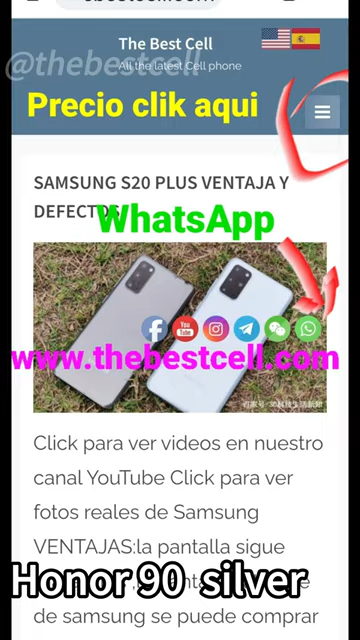 The Best Cell
@thebestcell
All the latest Cell phone
Precio clik aqui
SAMSUNG S20 PLUS VENTAJA Y
DEFECTOS
WhatsApp
You
Tube
www.thebestcell.com
Click para ver videos en nuestro
canal YouTube Click para ver
fotos reales de Samsung
VENTAJAS:la pantalla sigue
Honor 90 silver
de samsung se puede comprar